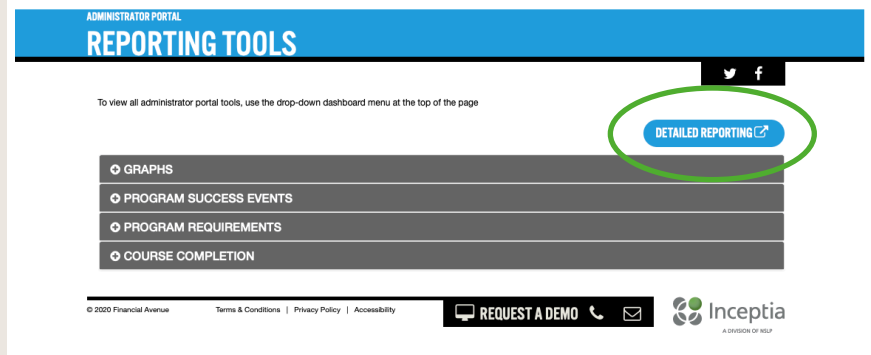 ADMINISTRATOR PORTAL
REPORTING TOOLS
To view all administrator portal tools, use the drop-down dashboard menu at the top of the page
DETAILED REPORTING
GRAPHS
PROGRAM SUCCESS EVENTS
PROGRAM REQUIREMENTS
COURSE COMPLETION
© 2020 Financial Avenue Terms & Conditions | Privacy Policy | Accessibility
REQUEST A DEMO
Inceptia
A DIVISION OF NSLP